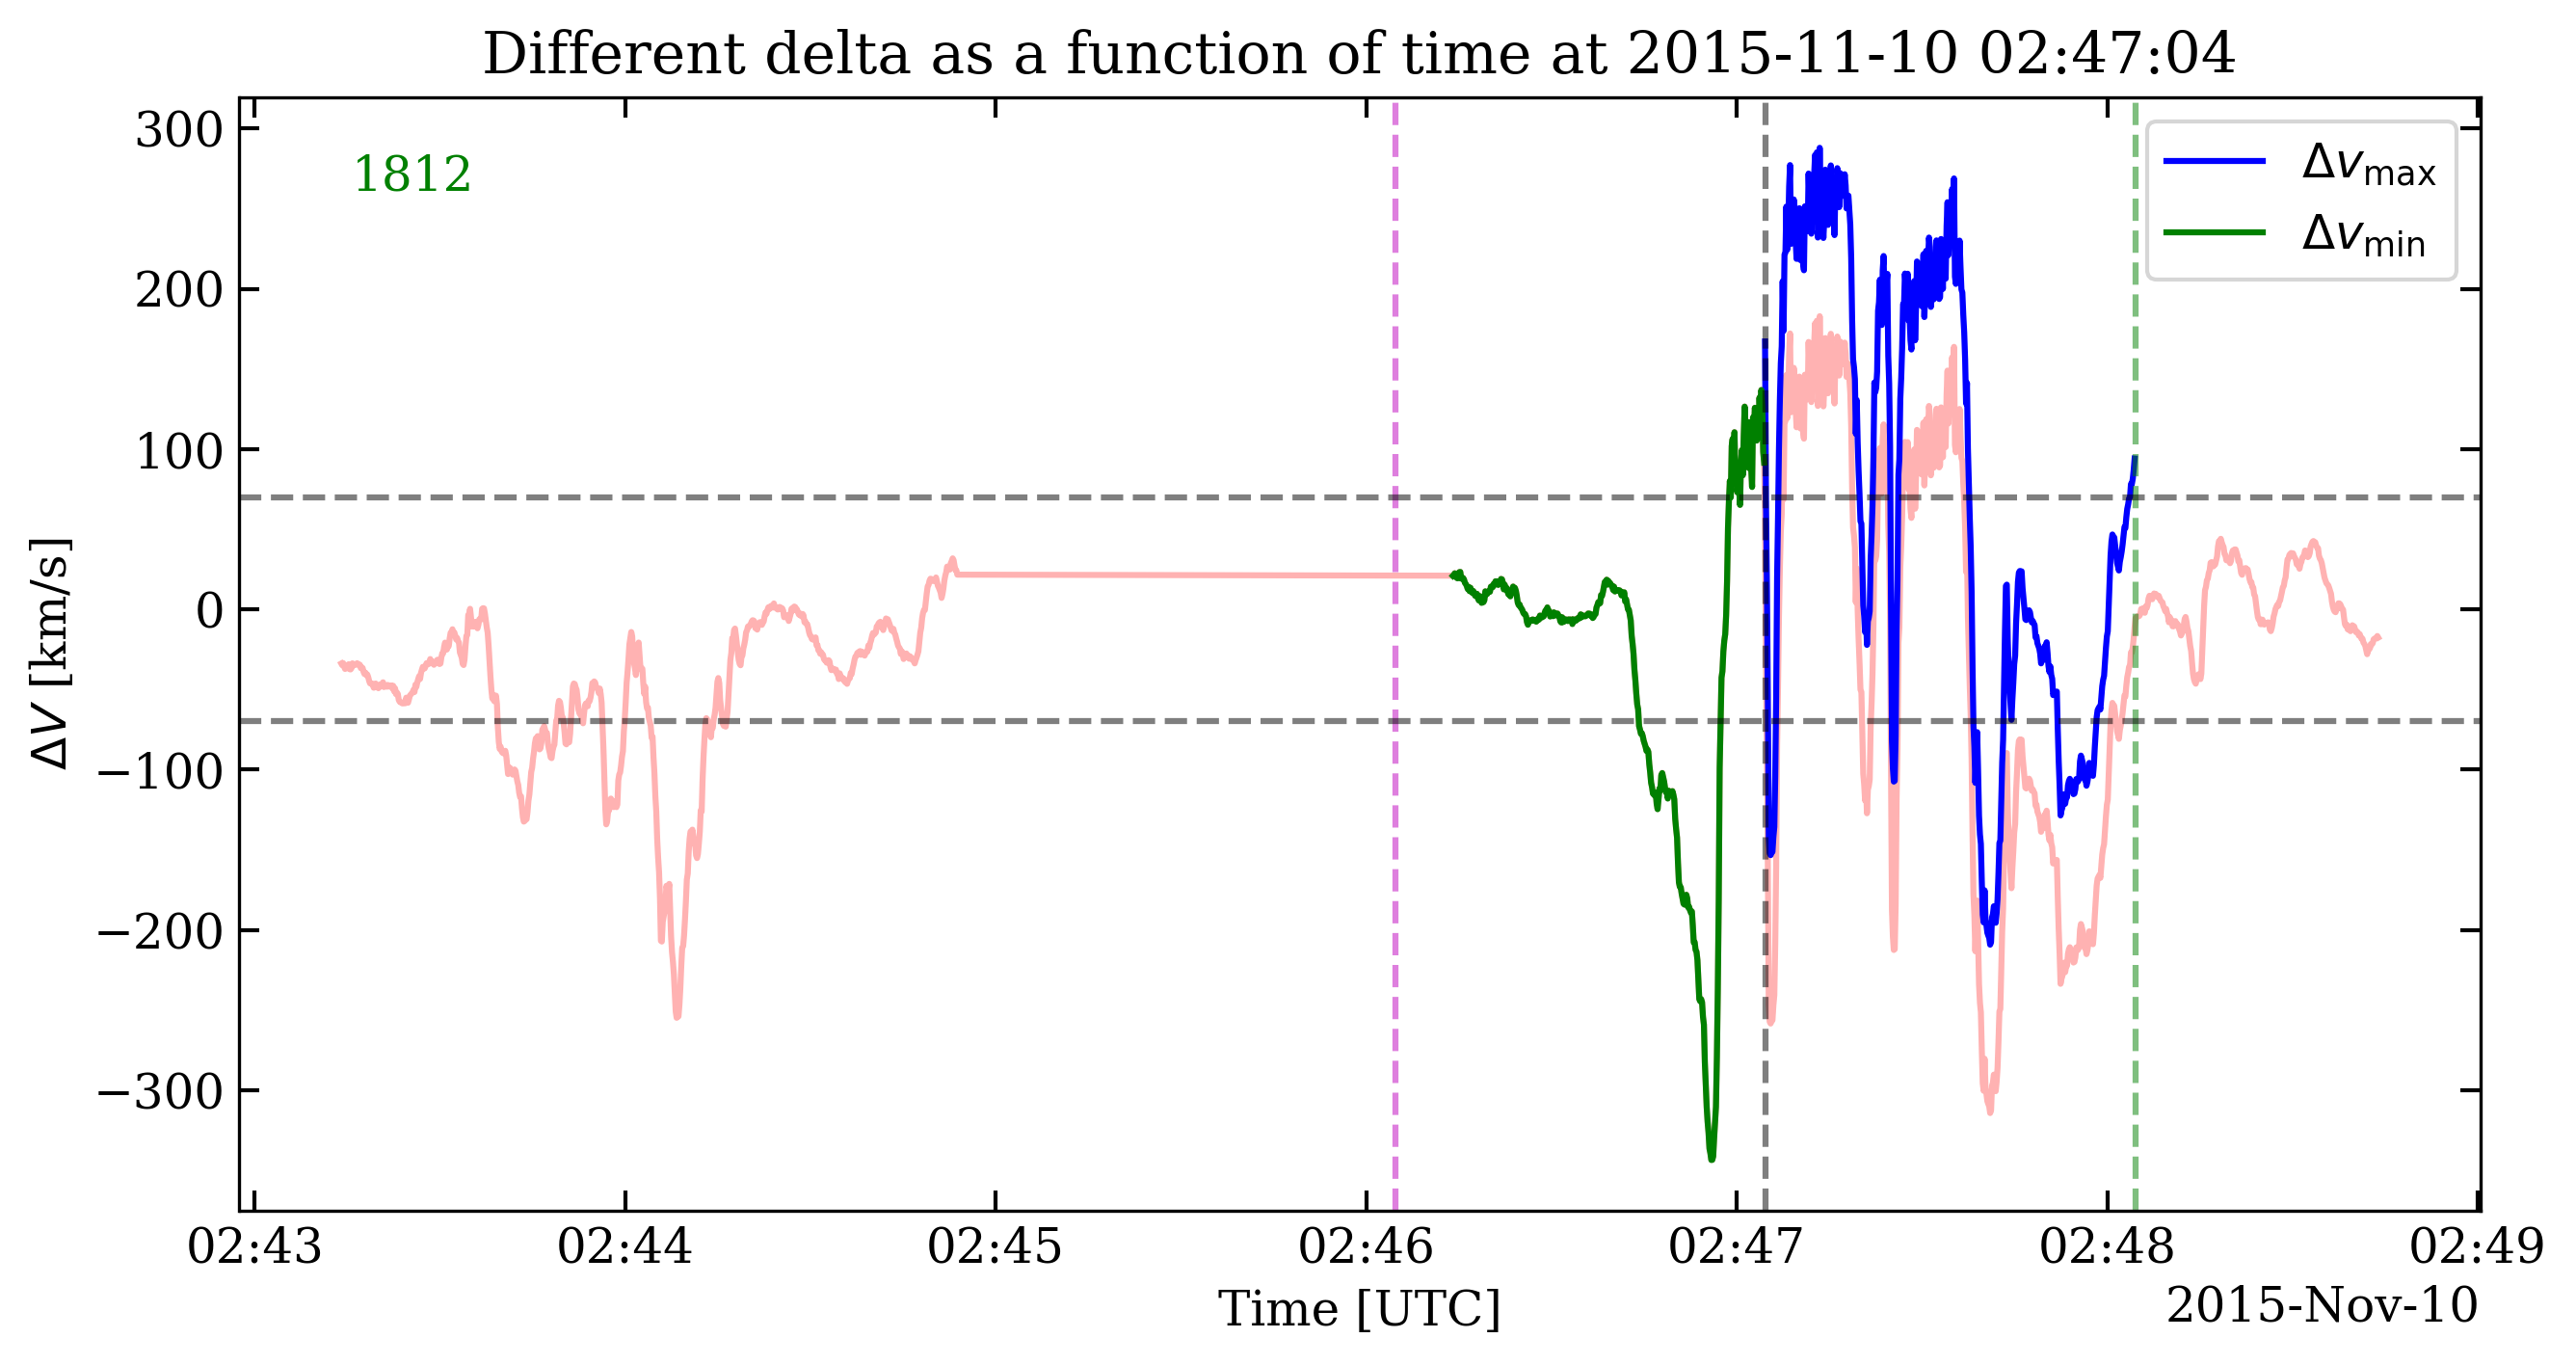 Different delta as a function of time at 2015-11-10 02:47:04
1812
Δv_max
Δv_min
300
200
100
0
−100
−200
−300
ΔV [km/s]
02:43 02:44 02:45 02:46 02:47 02:48 02:49
Time [UTC]
2015-Nov-10